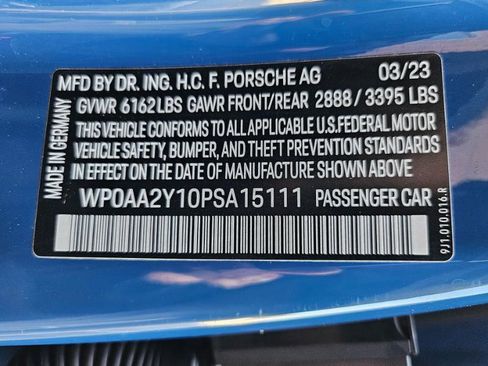 MFD BY DR. ING. H.C. F. PORSCHE AG 03/23
GVWR 6162LBS GAWR FRONT/REAR 2888/3395 LBS
THIS VEHICLE CONFORMS TO ALL APPLICABLE U.S.FEDERAL MOTOR
VEHICLE SAFETY, BUMPER, AND THEFT PREVENTION STANDARDS
IN EFFECT ON THE DATE OF MANUFACTURE SHOWN ABOVE
WP0AA2Y10PSA15111 PASSENGER CAR
MADE IN GERMANY
9J1.010.016.R